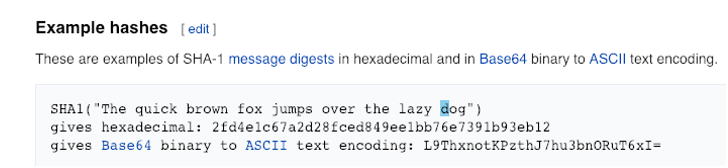 Example hashes [ edit ]
These are examples of SHA-1 message digests in hexadecimal and in Base64 binary to ASCII text encoding.
SHA1("The quick brown fox jumps over the lazy dog")
gives hexadecimal: 2fd4e1c67a2d28fced849ee1bb76e7391b93eb12
gives Base64 binary to ASCII text encoding: L9ThxnotKPzthJ7hu3bnORuT6xI=